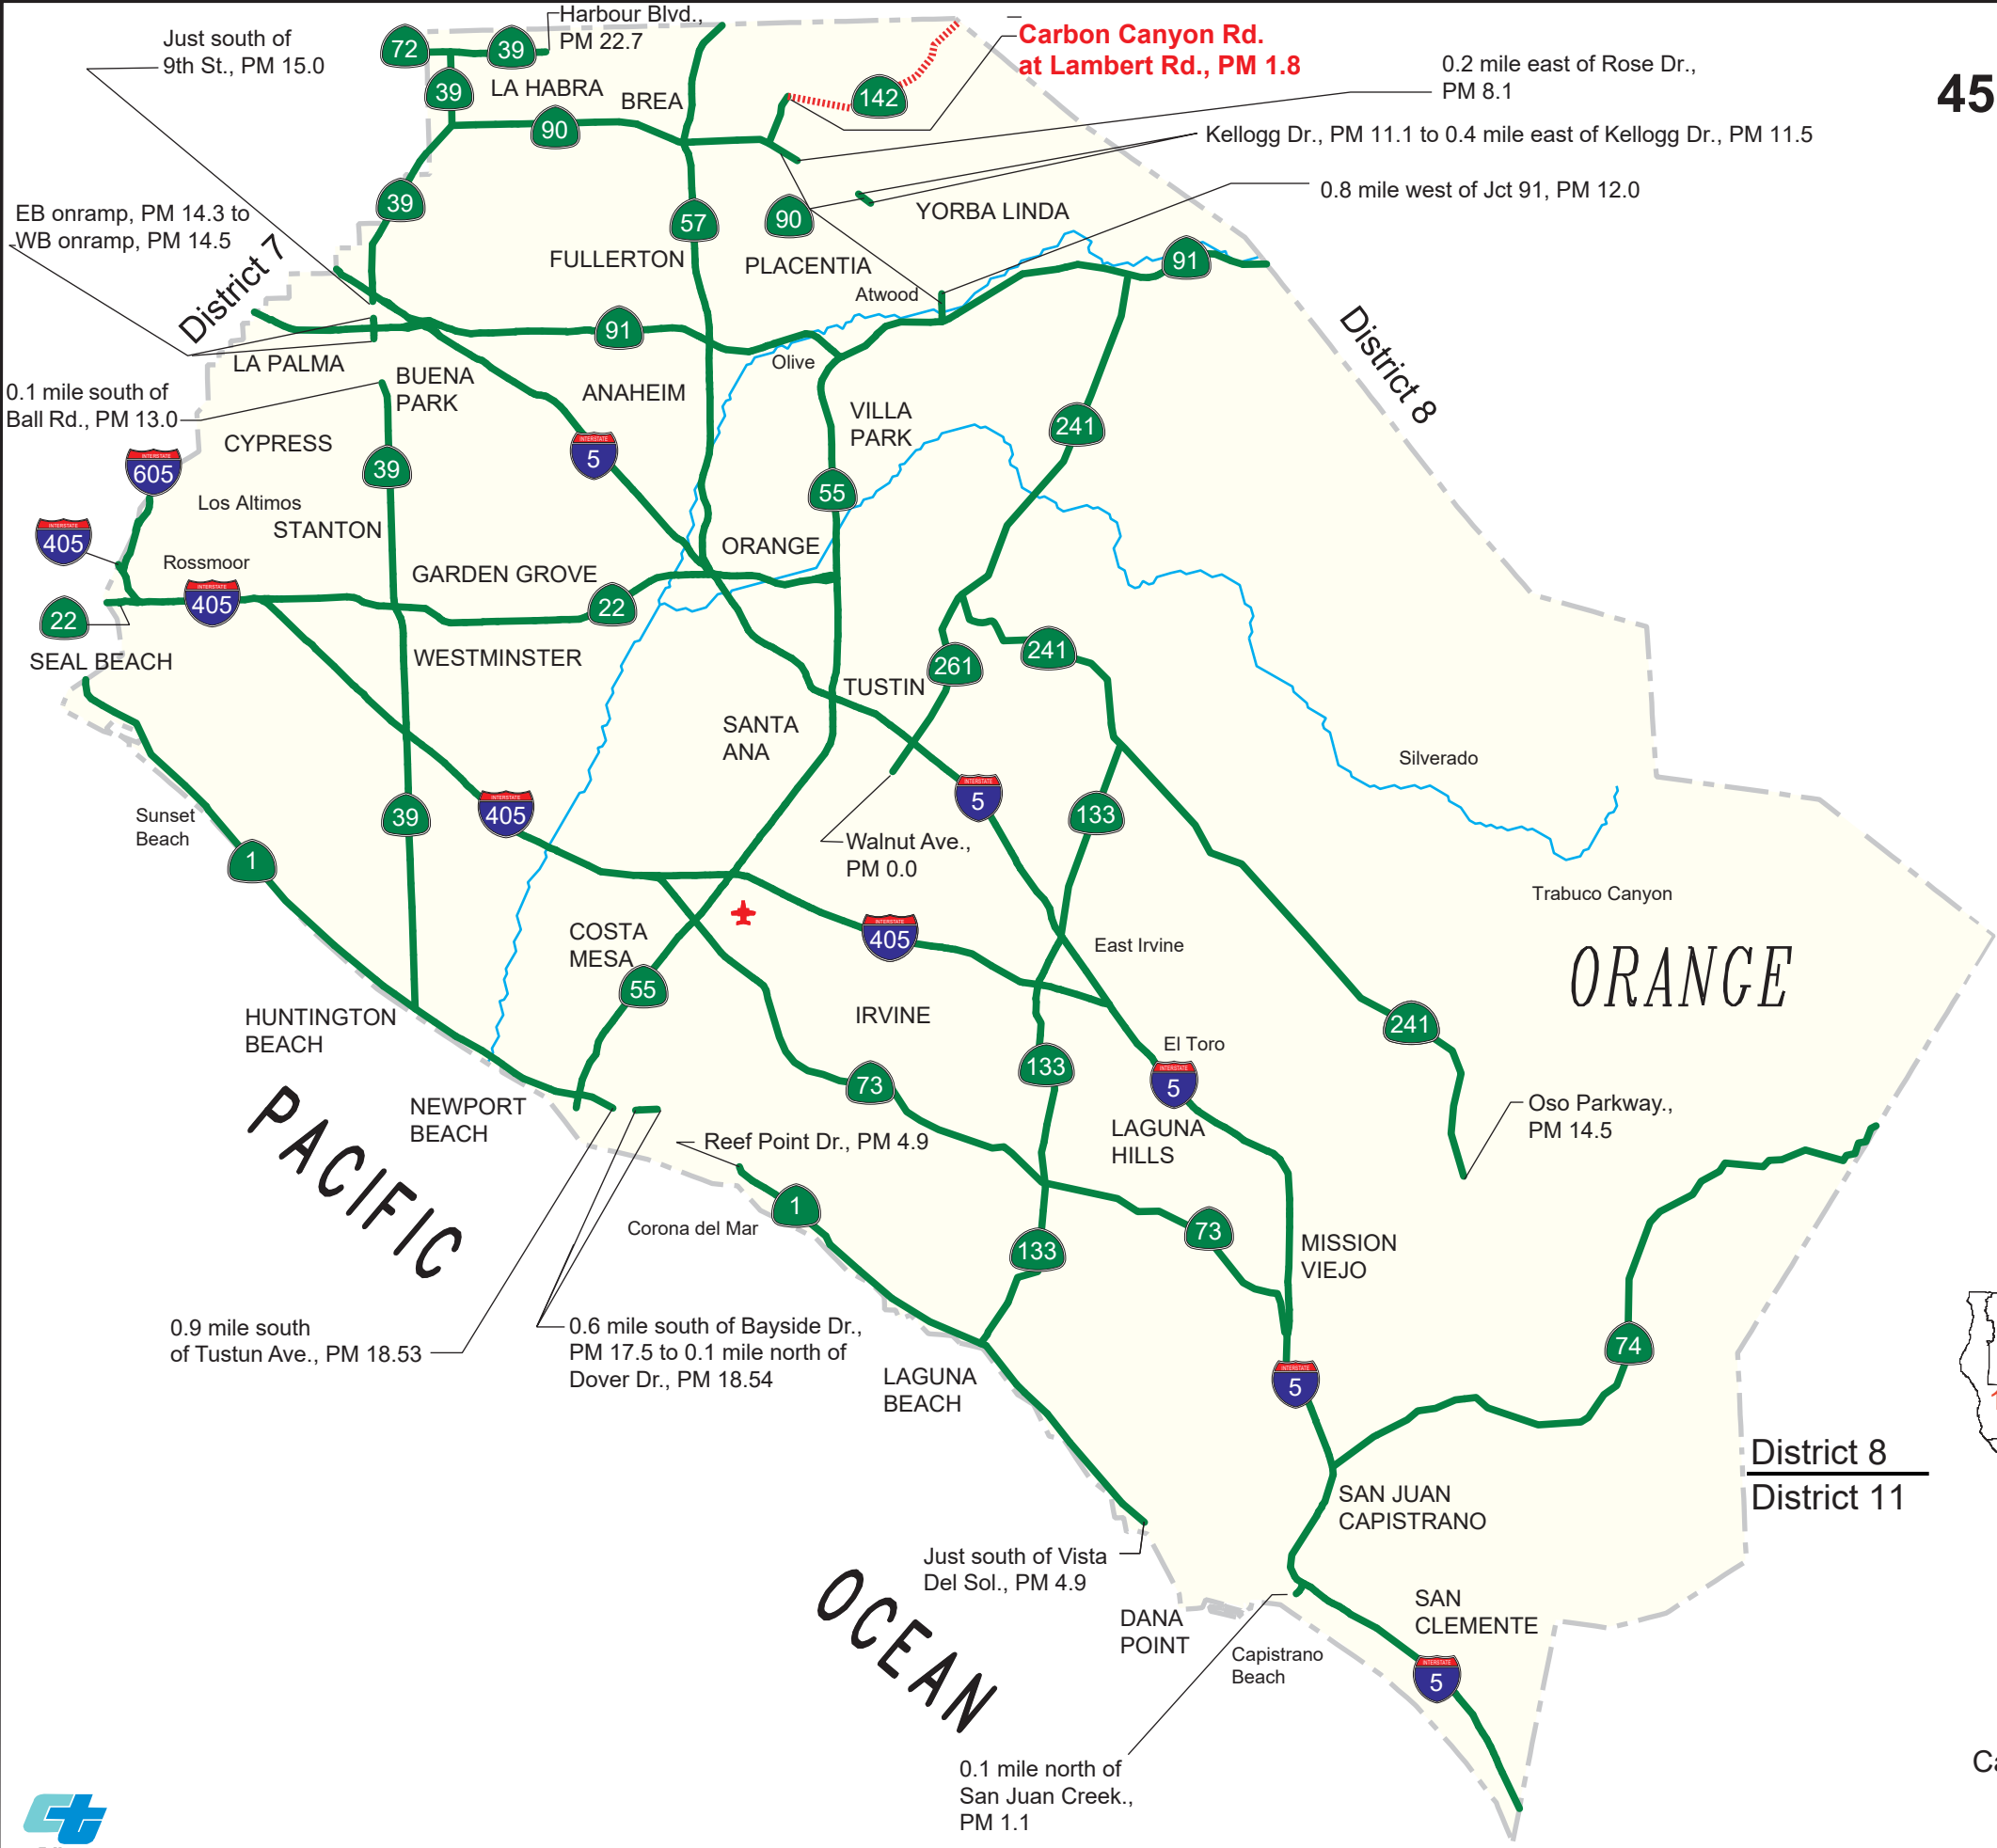 Harbour Blvd.,
PM 22.7
Just south of
9th St., PM 15.0
72
39
39
LA HABRA
BREA
90
Carbon Canyon Rd.
at Lambert Rd., PM 1.8
142
0.2 mile east of Rose Dr.,
PM 8.1
45
Kellogg Dr., PM 11.1 to 0.4 mile east of Kellogg Dr., PM 11.5
0.8 mile west of Jct 91, PM 12.0
39
EB onramp, PM 14.3 to
WB onramp, PM 14.5
District 7
57
90
YORBA LINDA
FULLERTON
PLACENTIA
91
Atwood
91
Olive
LA PALMA
BUENA
PARK
ANAHEIM
District 8
0.1 mile south of
Ball Rd., PM 13.0
VILLA
PARK
241
CYPRESS
INTERSTATE
605
39
INTERSTATE
5
55
Los Altimos
STANTON
INTERSTATE
405
ORANGE
Rossmoor
GARDEN GROVE
INTERSTATE
405
22
22
SEAL BEACH
WESTMINSTER
241
261
TUSTIN
SANTA
ANA
Silverado
INTERSTATE
5
133
Sunset
Beach
39
INTERSTATE
405
1
Walnut Ave.,
PM 0.0
Trabuco Canyon
COSTA
MESA
INTERSTATE
405
East Irvine
ORANGE
55
HUNTINGTON
BEACH
IRVINE
241
El Toro
133
INTERSTATE
5
73
NEWPORT
BEACH
PACIFIC
Oso Parkway.,
PM 14.5
LAGUNA
HILLS
Reef Point Dr., PM 4.9
1
Corona del Mar
73
133
MISSION
VIEJO
0.9 mile south
of Tustun Ave., PM 18.53
0.6 mile south of Bayside Dr.,
PM 17.5 to 0.1 mile north of
Dover Dr., PM 18.54
74
INTERSTATE
5
LAGUNA
BEACH
District 8
District 11
SAN JUAN
CAPISTRANO
Just south of Vista
Del Sol., PM 4.9
OCEAN
DANA
POINT
SAN
CLEMENTE
Capistrano
Beach
INTERSTATE
5
0.1 mile north of
San Juan Creek.,
PM 1.1
ct